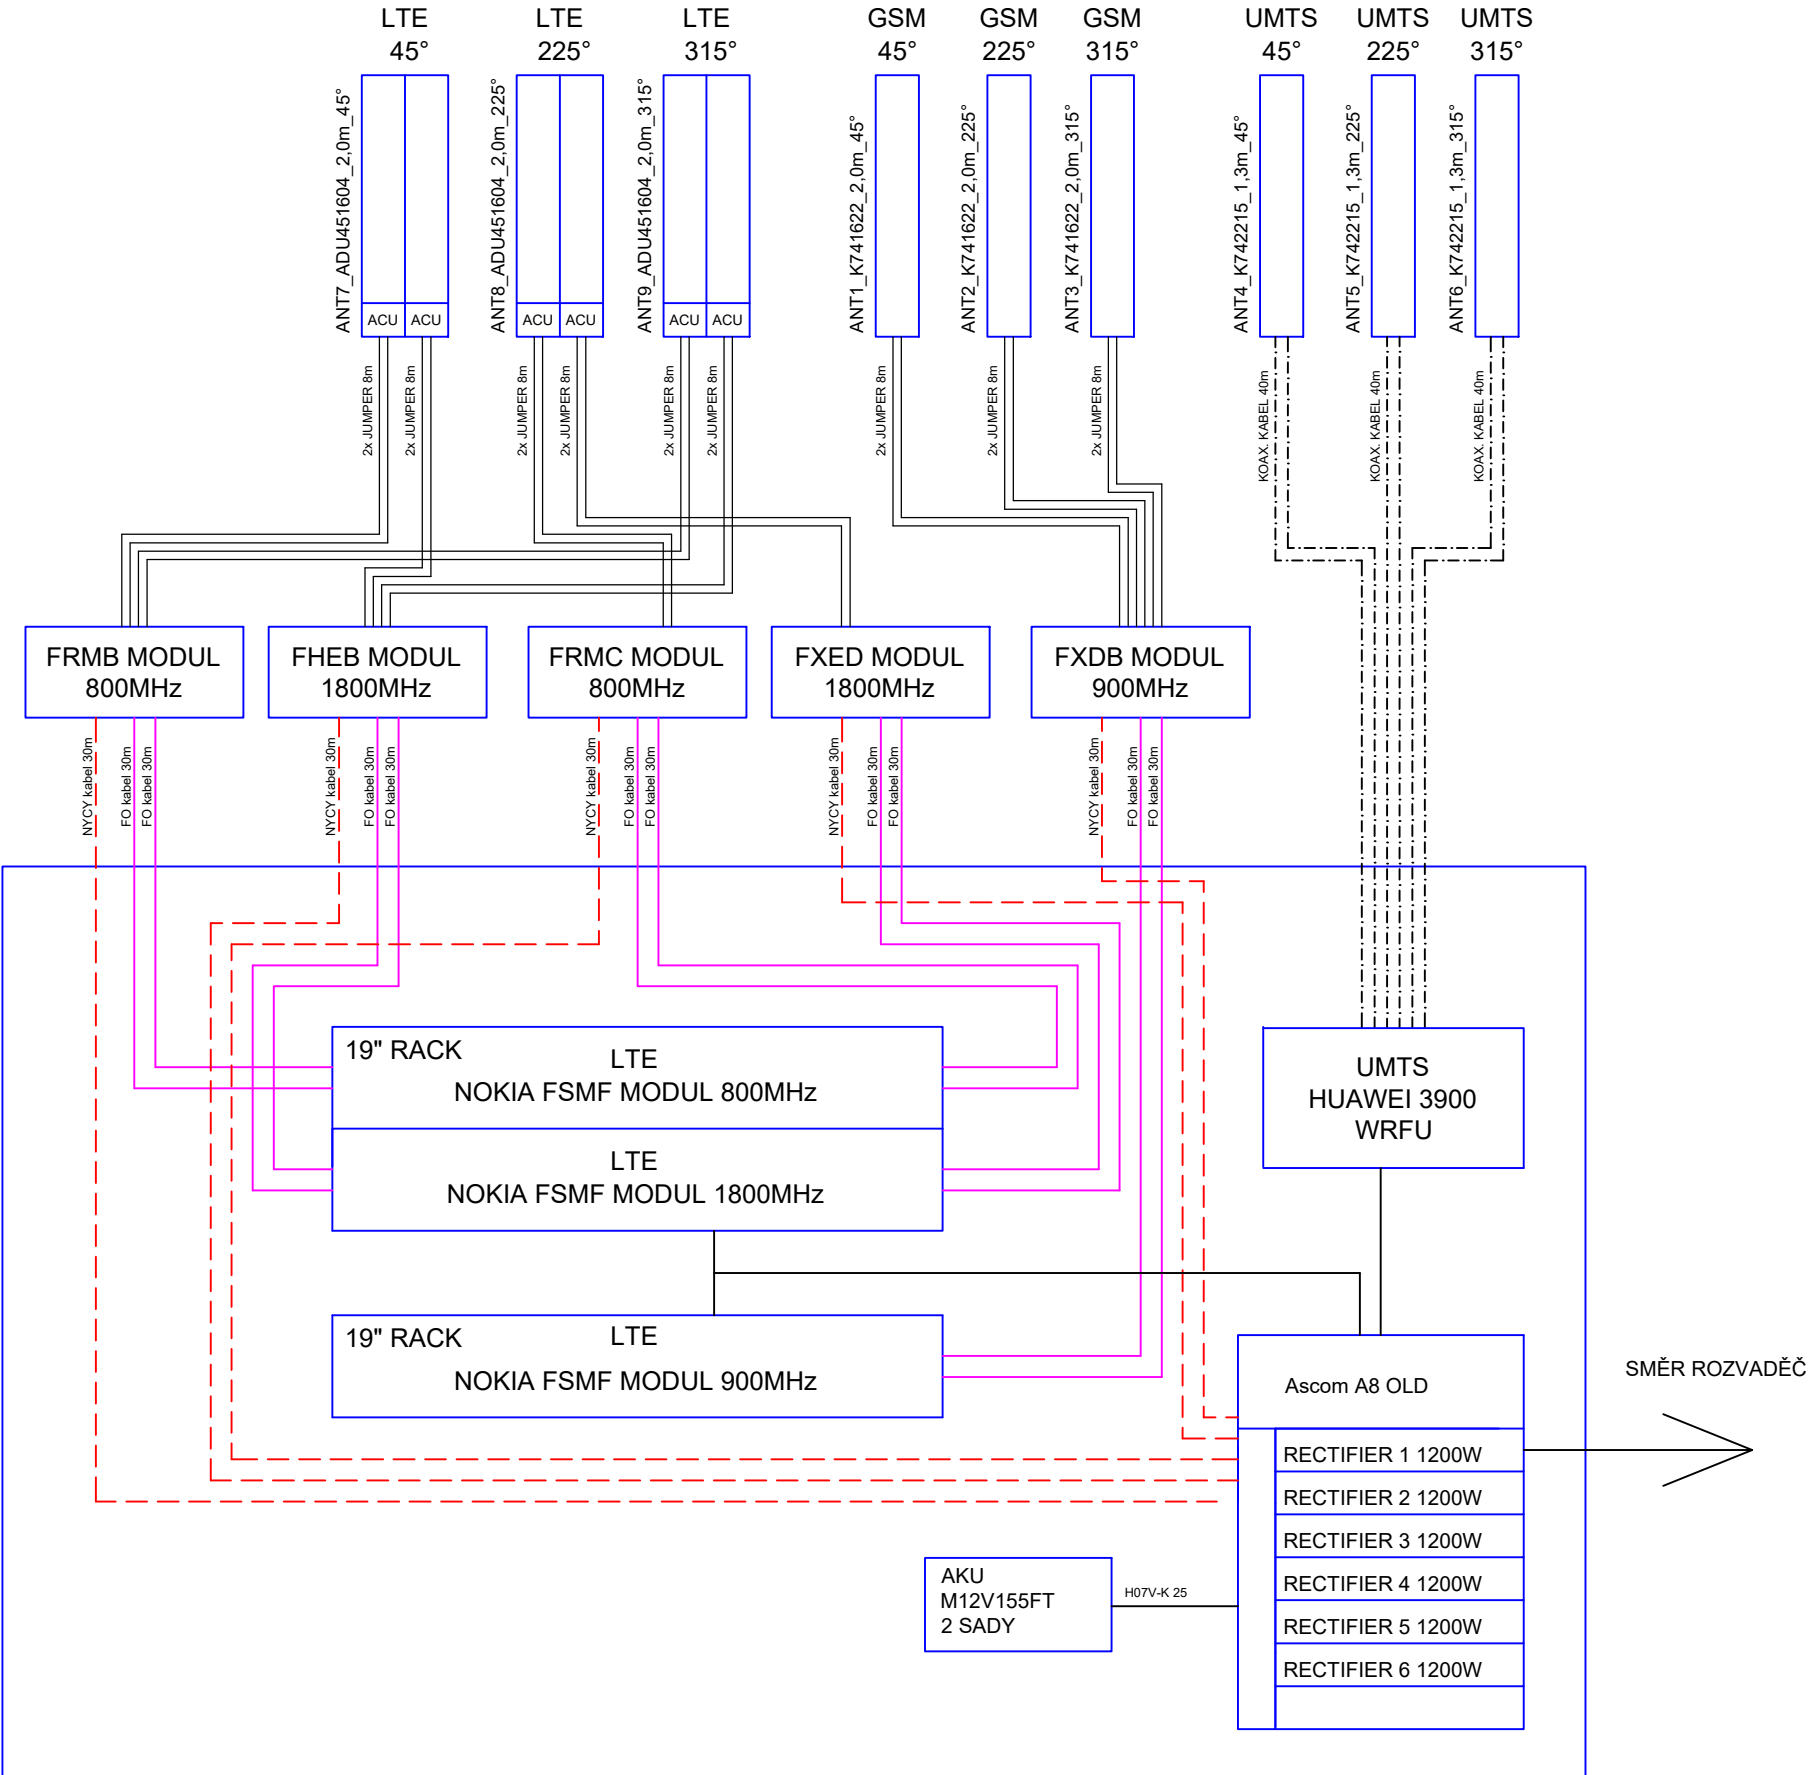 LTE
45°
LTE
225°
LTE
315°
GSM
45°
GSM
225°
GSM
315°
UMTS
45°
UMTS
225°
UMTS
315°
ANT7_ADU451604_2,0m_45°
ANT8_ADU451604_2,0m_225°
ANT9_ADU451604_2,0m_315°
ANT1_K741622_2,0m_45°
ANT2_K741622_2,0m_225°
ANT3_K741622_2,0m_315°
ANT4_K742215_1,3m_45°
ANT5_K742215_1,3m_225°
ANT6_K742215_1,3m_315°
ACU
ACU
ACU
ACU
ACU
ACU
2x JUMPER 8m
2x JUMPER 8m
2x JUMPER 8m
2x JUMPER 8m
2x JUMPER 8m
2x JUMPER 8m
2x JUMPER 8m
2x JUMPER 8m
2x JUMPER 8m
KOAX. KABEL 40m
KOAX. KABEL 40m
KOAX. KABEL 40m
FRMB MODUL
800MHz
FHEB MODUL
1800MHz
FRMC MODUL
800MHz
FXED MODUL
1800MHz
FXDB MODUL
900MHz
NYCY kabel 30m
FO kabel 30m
FO kabel 30m
NYCY kabel 30m
FO kabel 30m
FO kabel 30m
NYCY kabel 30m
FO kabel 30m
FO kabel 30m
NYCY kabel 30m
FO kabel 30m
FO kabel 30m
NYCY kabel 30m
FO kabel 30m
FO kabel 30m
19" RACK
LTE
NOKIA FSMF MODUL 800MHz
LTE
NOKIA FSMF MODUL 1800MHz
UMTS
HUAWEI 3900
WRFU
19" RACK
LTE
NOKIA FSMF MODUL 900MHz
Ascom A8 OLD
SMĚR ROZVADĚČ
RECTIFIER 1 1200W
RECTIFIER 2 1200W
RECTIFIER 3 1200W
RECTIFIER 4 1200W
RECTIFIER 5 1200W
RECTIFIER 6 1200W
AKU
M12V155FT
2 SADY
H07V-K 25